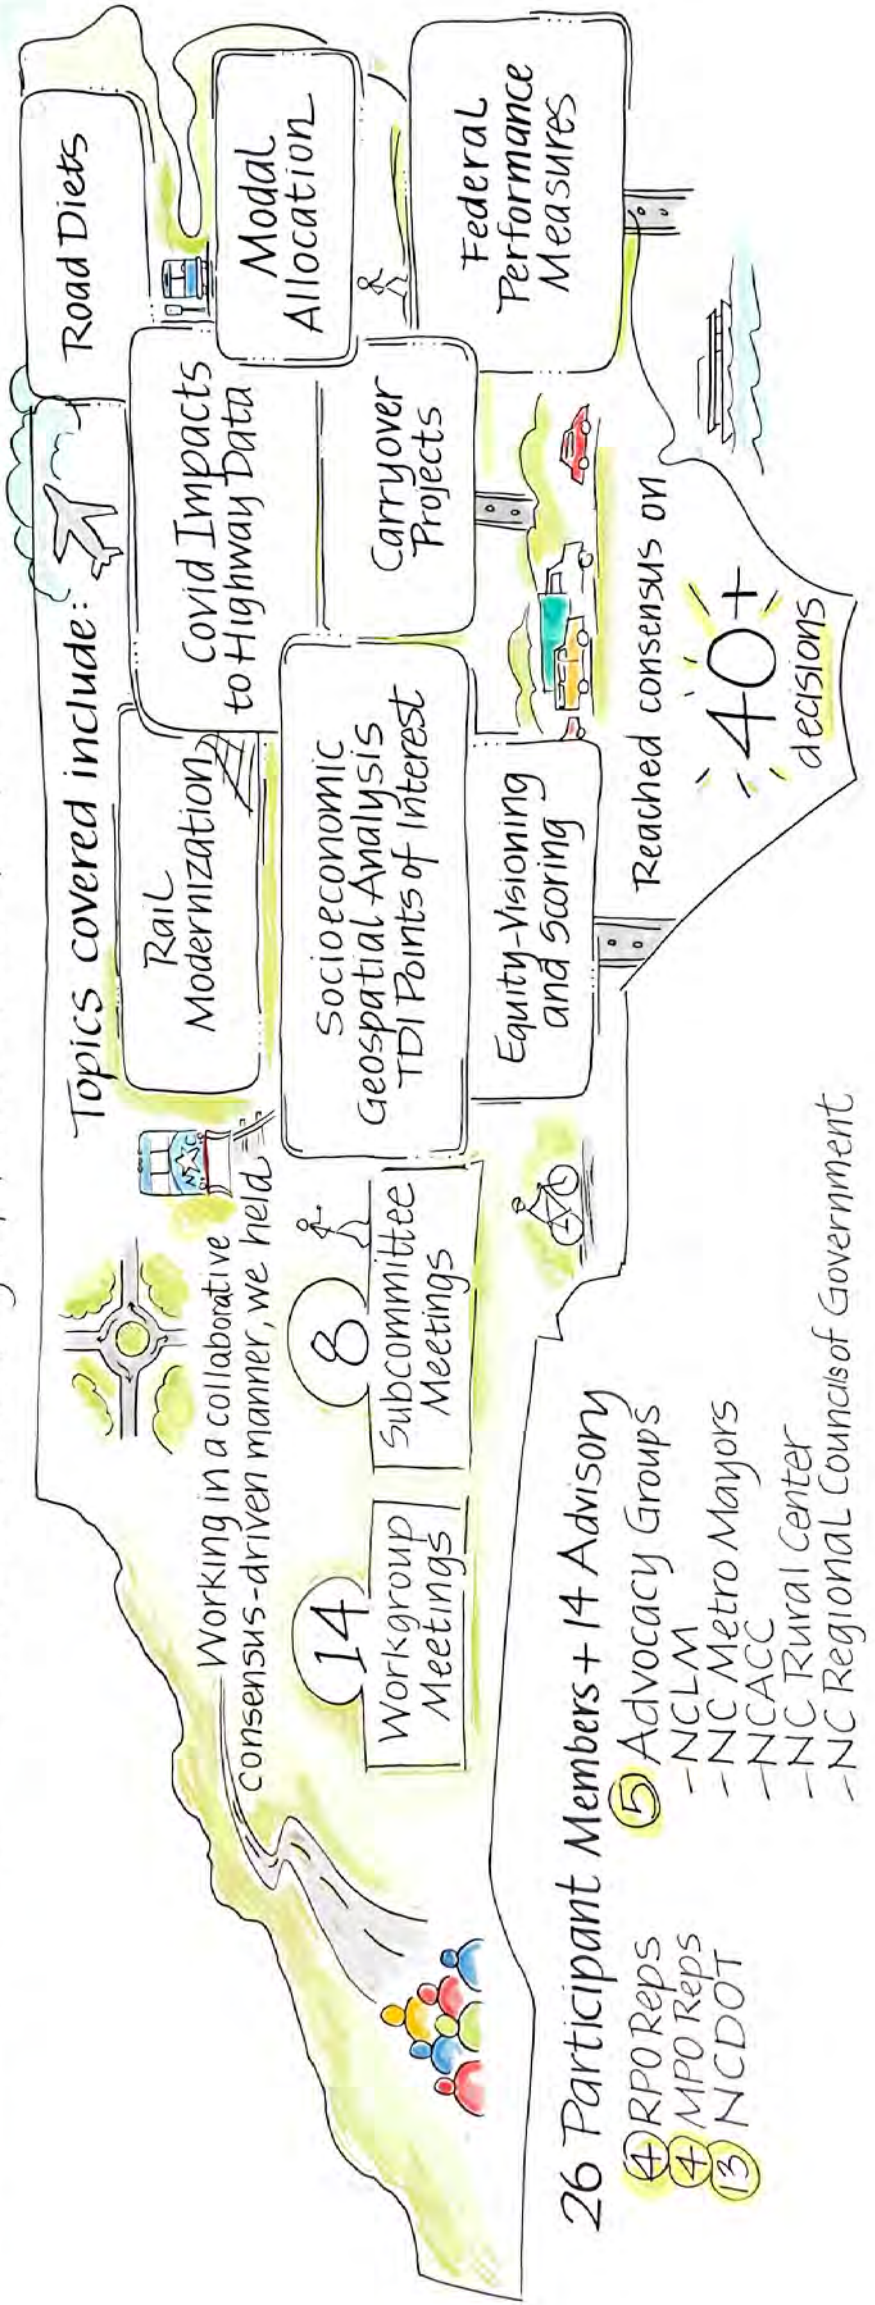 Topics covered include:
Road Diets
Rail
Modernization
Covid Impacts
to Highway Data
Modal
Allocation
Socioeconomic
Geospatial Analysis
TDI Points of Interest
Carryover
Projects
Federal
Performance
Measures
Equity-Visioning
and Scoring
NC
Working in a collaborative
consensus-driven manner, we held
14
Workgroup
Meetings
8
Subcommittee
Meetings
Reached consensus on
40+
decisions
26 Participant Members + 14 Advisory
4 RPO Reps
4 MPO Reps
13 NCDOT
5 Advocacy Groups
-NCLM
-NC Metro Mayors
-NCACC
-NC Rural Center
-NC Regional Councils of Government